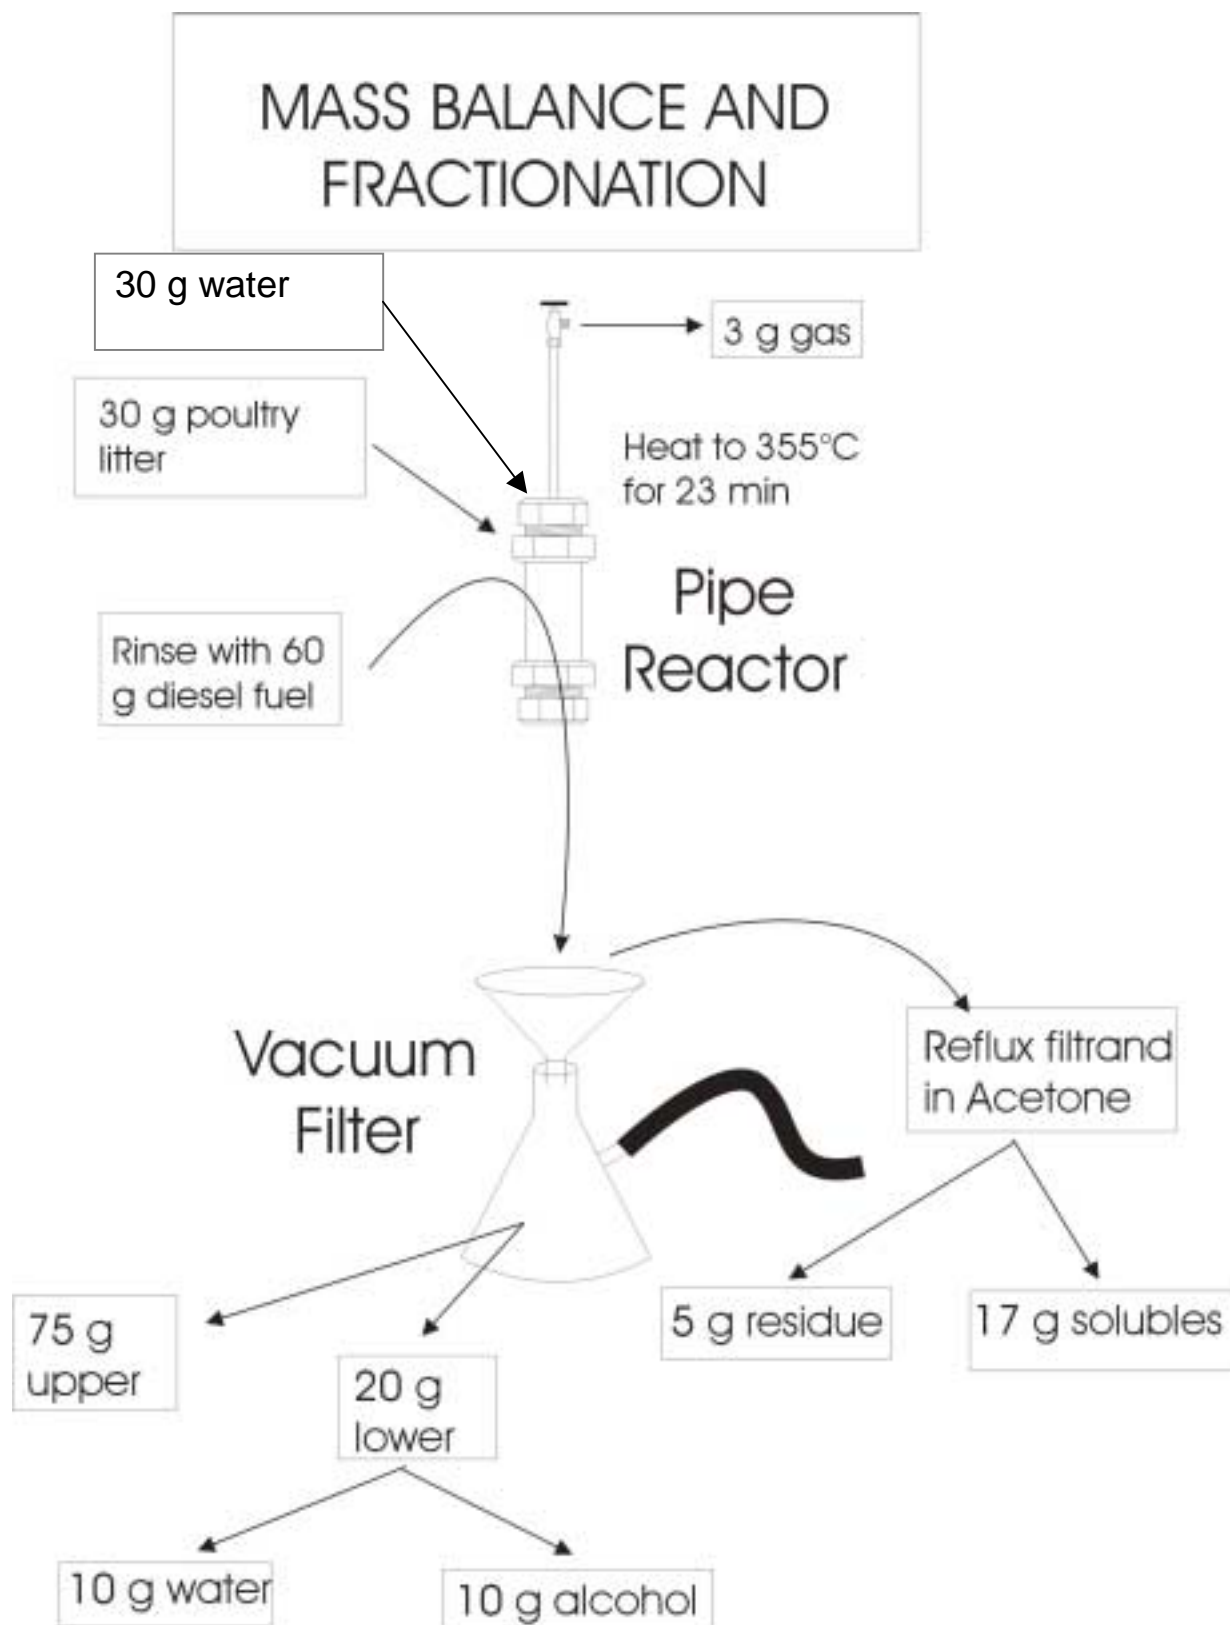 MASS BALANCE AND
FRACTIONATION
30 g water
3 g gas
30 g poultry
litter
Heat to 355°C
for 23 min
Pipe
Reactor
Rinse with 60
g diesel fuel
Vacuum
Filter
Reflux filtrand
in Acetone
75 g
upper
20 g
lower
5 g residue
17 g solubles
10 g water
10 g alcohol